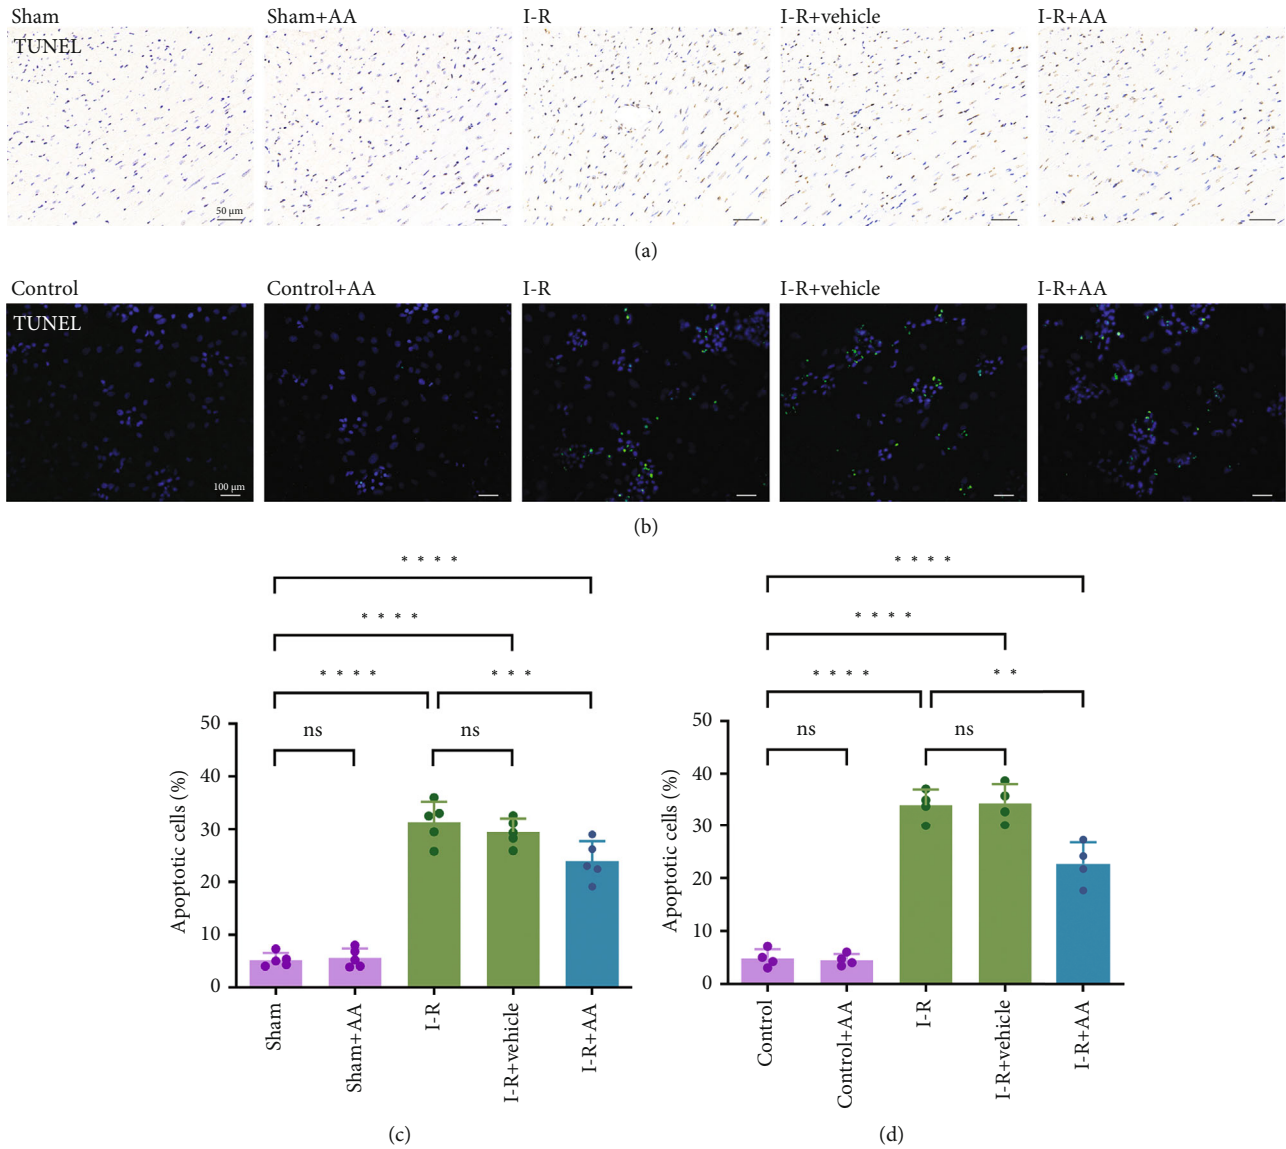 Sham Sham+AA I-R I-R+vehicle I-R+AA
TUNEL
50 μm
(a)
Control Control+AA I-R I-R+vehicle I-R+AA
TUNEL
100 μm
(b)
* * * *
* * * *
* * * * * * *
ns ns
50
40
30
20
10
0
Apoptotic cells (%)
Sham
Sham+AA
I-R
I-R+vehicle
I-R+AA
(c)
* * * *
* * * *
* * * * * *
ns ns
50
40
30
20
10
0
Apoptotic cells (%)
Control
Control+AA
I-R
I-R+vehicle
I-R+AA
(d)